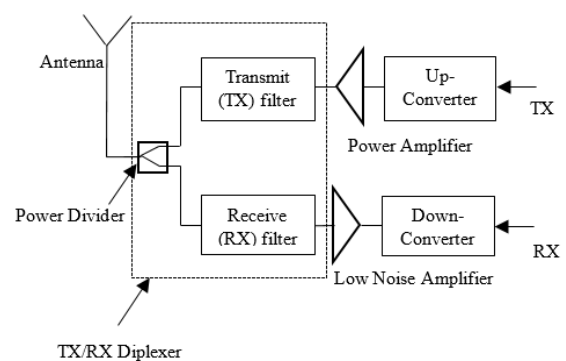 Antenna
Transmit
(TX) filter
Up-
Converter
TX
Power Amplifier
Power Divider
Receive
(RX) filter
Down-
Converter
RX
Low Noise Amplifier
TX/RX Diplexer